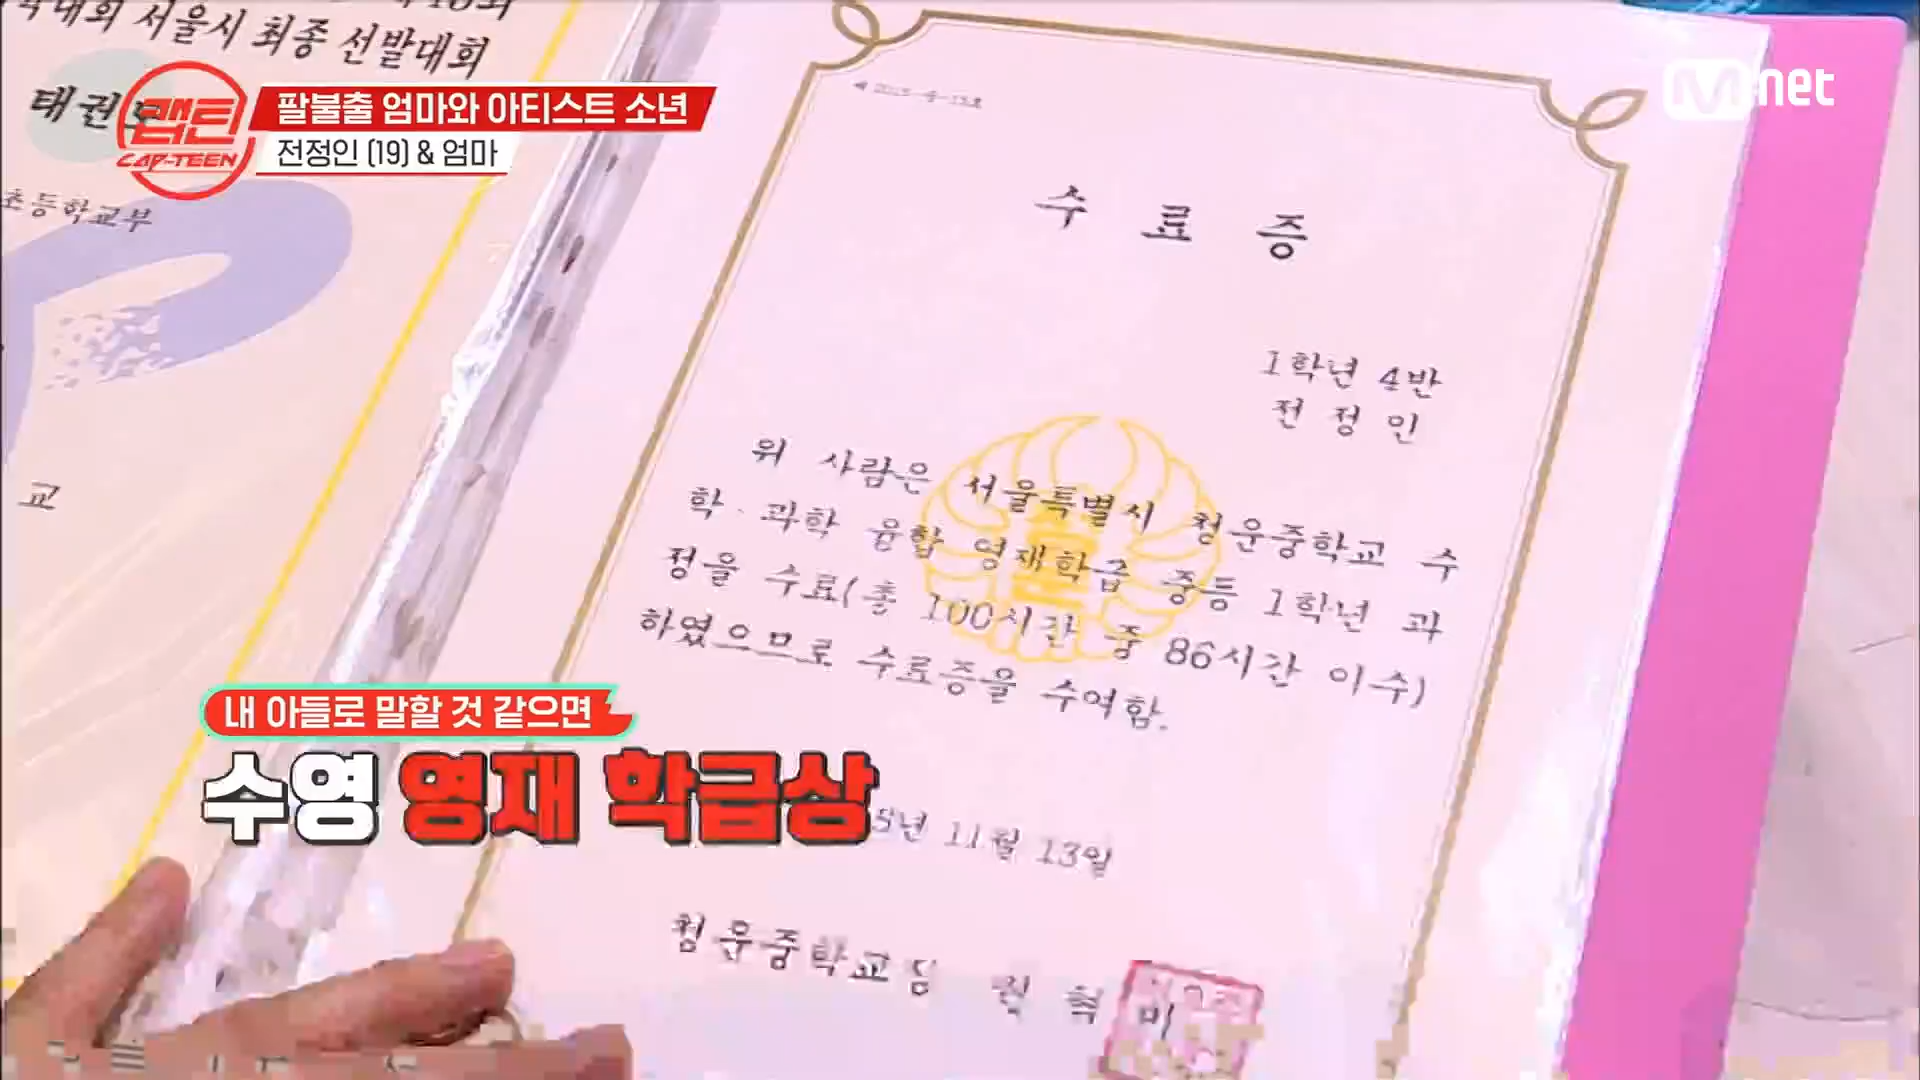 대회 서울시 최종 선발대회
태권도
초등학교부
교
캡틴
CAP-TEEN
팔불출 엄마와 아티스트 소년
전정인 (19) & 엄마
Mnet
수 료 증
1학년 4반
전 정 인
위 사람은 서울특별시 청운중학교 수
학·과학 융합 영재학급 중등 1학년 과
정을 수료(총 100시간 중 86시간 이수)
하였으므로 수료증을 수여함.
5년 11월 13일
청운중학교
내 아들로 말할 것 같으면
수영 영재 학급상